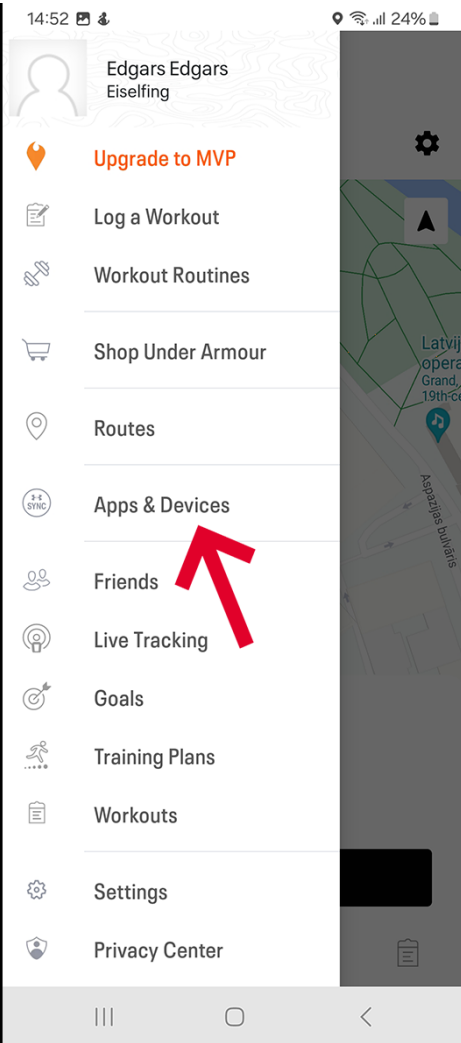 14:52 24%
Edgars Edgars
Eiselfing
Upgrade to MVP
Log a Workout
Workout Routines
Shop Under Armour
Routes
SYNC
Apps & Devices
Friends
Live Tracking
Goals
Training Plans
Workouts
Settings
Privacy Center
Latvij
opera
Grand,
19th-ce
Aspazijas bulvāris